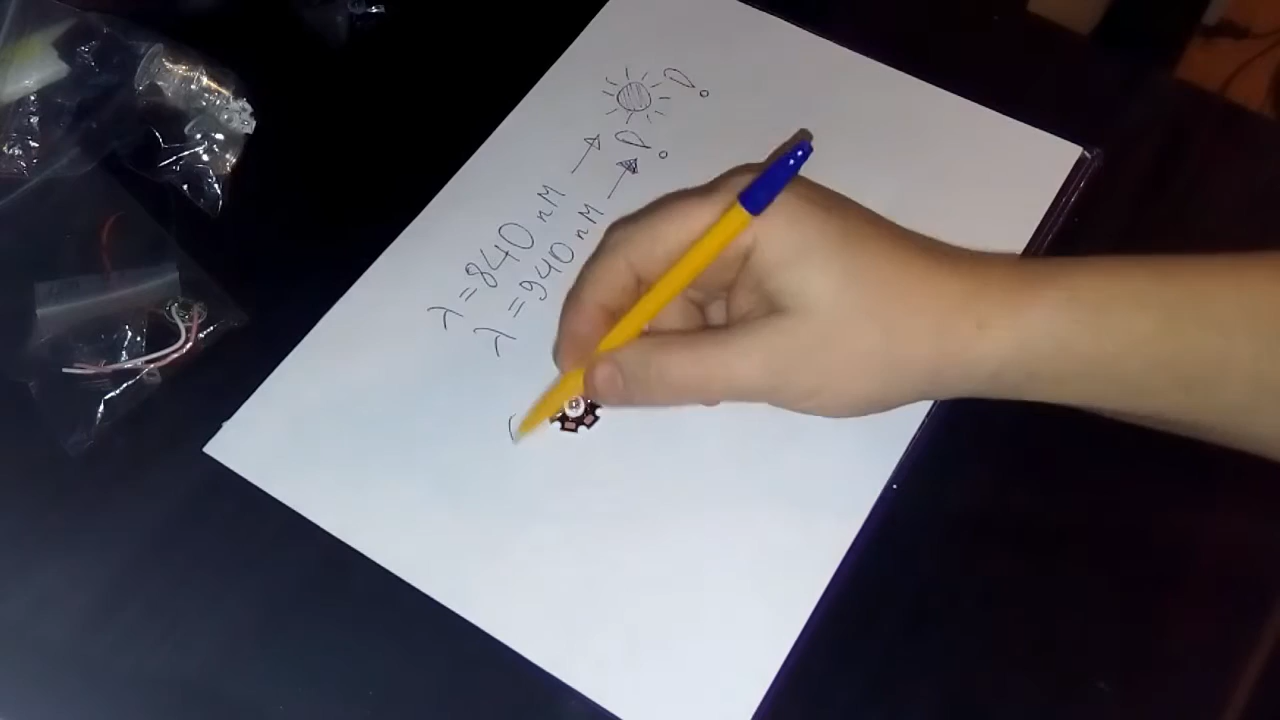 λ = 840 nM → !
λ = 940 nM → !